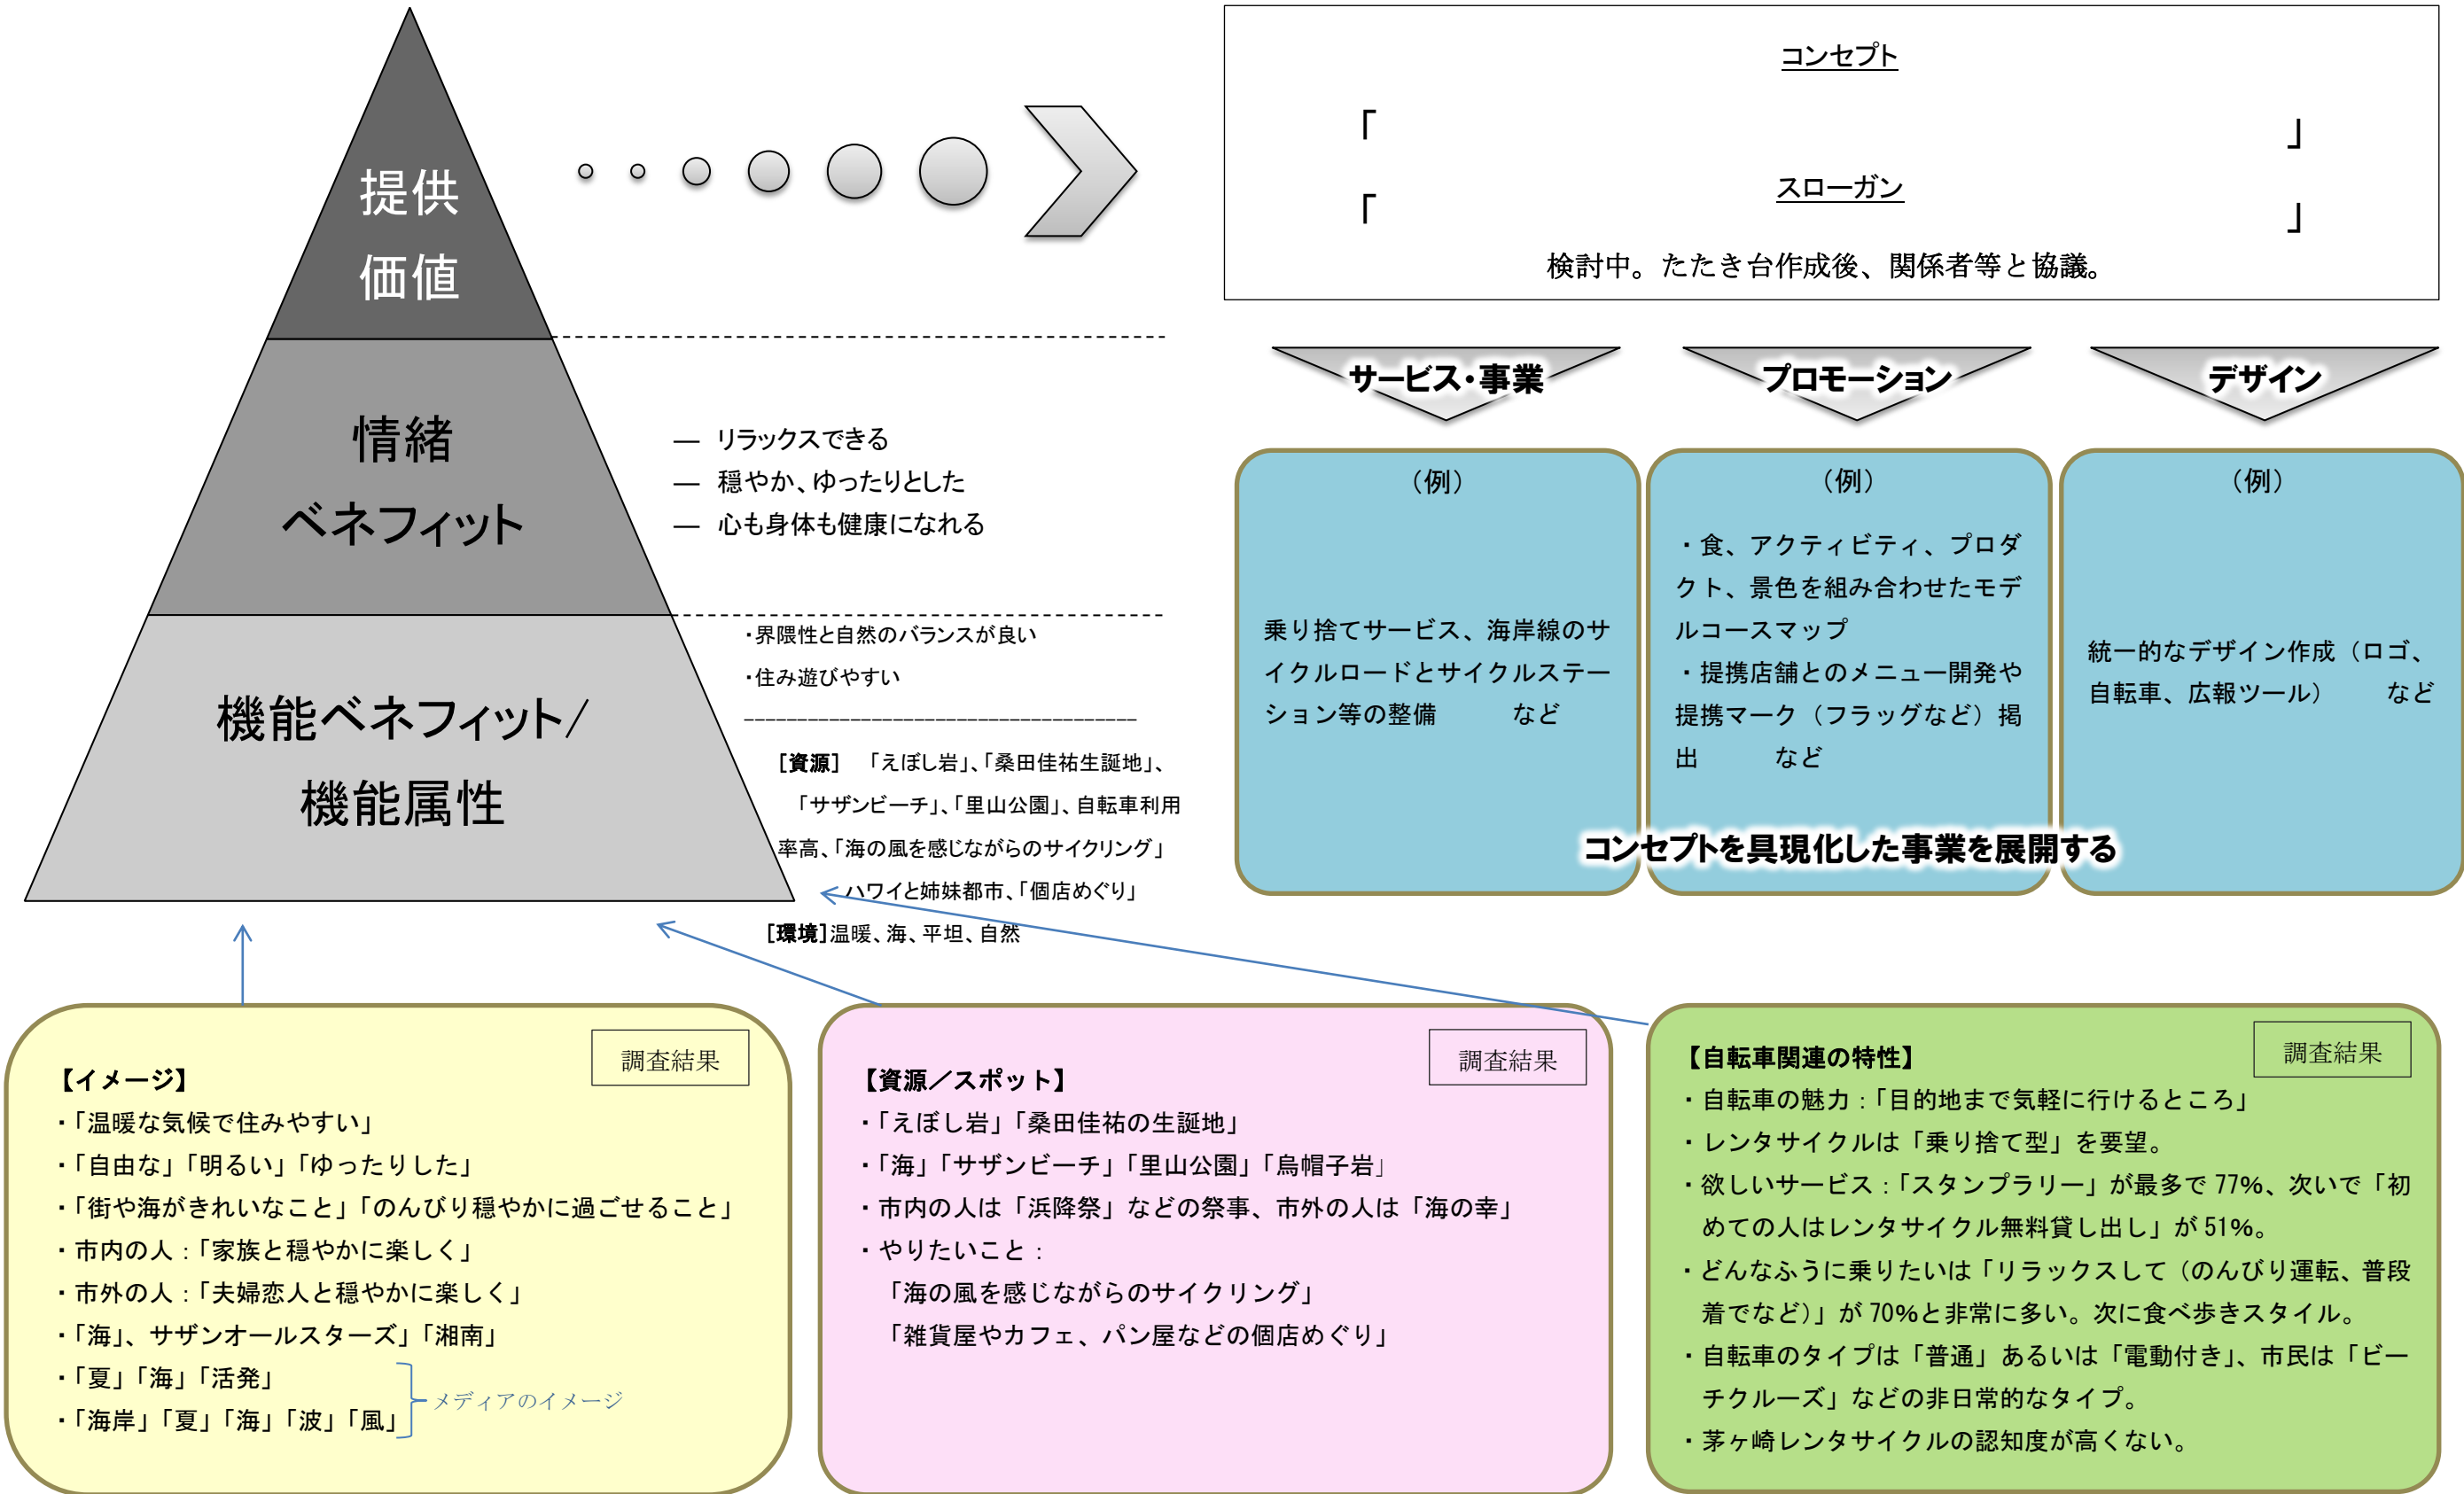 提供
価値
情緒
ベネフィット
機能ベネフィット/
機能属性
― リラックスできる
― 穏やか、ゆったりとした
― 心も身体も健康になれる
・界隈性と自然のバランスが良い
・住み遊びやすい
[資源] 「えぼし岩」、「桑田佳祐生誕地」、
「サザンビーチ」、「里山公園」、自転車利用
率高、「海の風を感じながらのサイクリング」
ハワイと姉妹都市、「個店めぐり」
[環境]温暖、海、平坦、自然
コンセプト
「 」
スローガン
「 」
検討中。たたき台作成後、関係者等と協議。
サービス・事業
(例)
乗り捨てサービス、海岸線のサ
イクルロードとサイクルステー
ション等の整備 など
プロモーション
(例)
・食、アクティビティ、プロダ
クト、景色を組み合わせたモデ
ルコースマップ
・提携店舗とのメニュー開発や
提携マーク(フラッグなど)掲
出 など
デザイン
(例)
統一的なデザイン作成(ロゴ、
自転車、広報ツール) など
コンセプトを具現化した事業を展開する
調査結果
【イメージ】
・「温暖な気候で住みやすい」
・「自由な」「明るい」「ゆったりした」
・「街や海がきれいなこと」「のんびり穏やかに過ごせること」
・市内の人:「家族と穏やかに楽しく」
・市外の人:「夫婦恋人と穏やかに楽しく」
・「海」、サザンオールスターズ」「湘南」
・「夏」「海」「活発」
・「海岸」「夏」「海」「波」「風」
メディアのイメージ
調査結果
【資源/スポット】
・「えぼし岩」「桑田佳祐の生誕地」
・「海」「サザンビーチ」「里山公園」「烏帽子岩」
・市内の人は「浜降祭」などの祭事、市外の人は「海の幸」
・やりたいこと:
「海の風を感じながらのサイクリング」
「雑貨屋やカフェ、パン屋などの個店めぐり」
調査結果
【自転車関連の特性】
・自転車の魅力:「目的地まで気軽に行けるところ」
・レンタサイクルは「乗り捨て型」を要望。
・欲しいサービス:「スタンプラリー」が最多で 77%、次いで「初
めての人はレンタサイクル無料貸し出し」が 51%。
・どんなふうに乗りたいは「リラックスして(のんびり運転、普段
着でなど)」が 70%と非常に多い。次に食べ歩きスタイル。
・自転車のタイプは「普通」あるいは「電動付き」、市民は「ビー
チクルーズ」などの非日常的なタイプ。
・茅ヶ崎レンタサイクルの認知度が高くない。